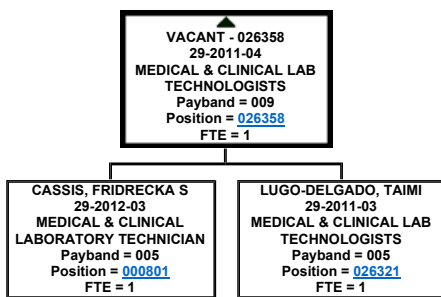 VACANT - 026358
29-2011-04
MEDICAL & CLINICAL LAB
TECHNOLOGISTS
Payband = 009
Position = 026358
FTE = 1
CASSIS, FRIDRECKA S
29-2012-03
MEDICAL & CLINICAL
LABORATORY TECHNICIAN
Payband = 005
Position = 000801
FTE = 1
LUGO-DELGADO, TAIMI
29-2011-03
MEDICAL & CLINICAL LAB
TECHNOLOGISTS
Payband = 005
Position = 026321
FTE = 1